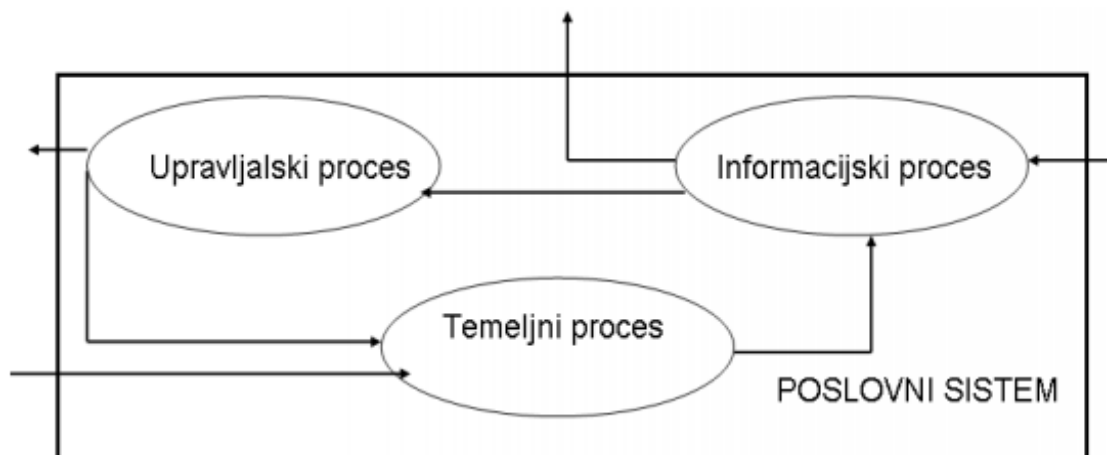 Upravljalski proces
Informacijski proces
Temeljni proces
POSLOVNI SISTEM